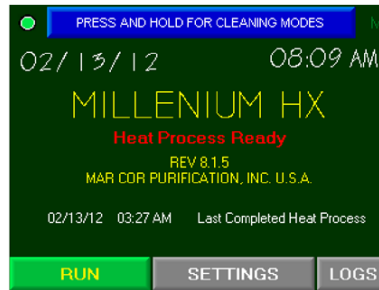 PRESS AND HOLD FOR CLEANING MODES
02/13/12 08:09 AM
MILLENIUM HX
Heat Process Ready
REV 8.1.5
MAR COR PURIFICATION, INC. U.S.A.
02/13/12 03:27 AM Last Completed Heat Process
RUN SETTINGS LOGS